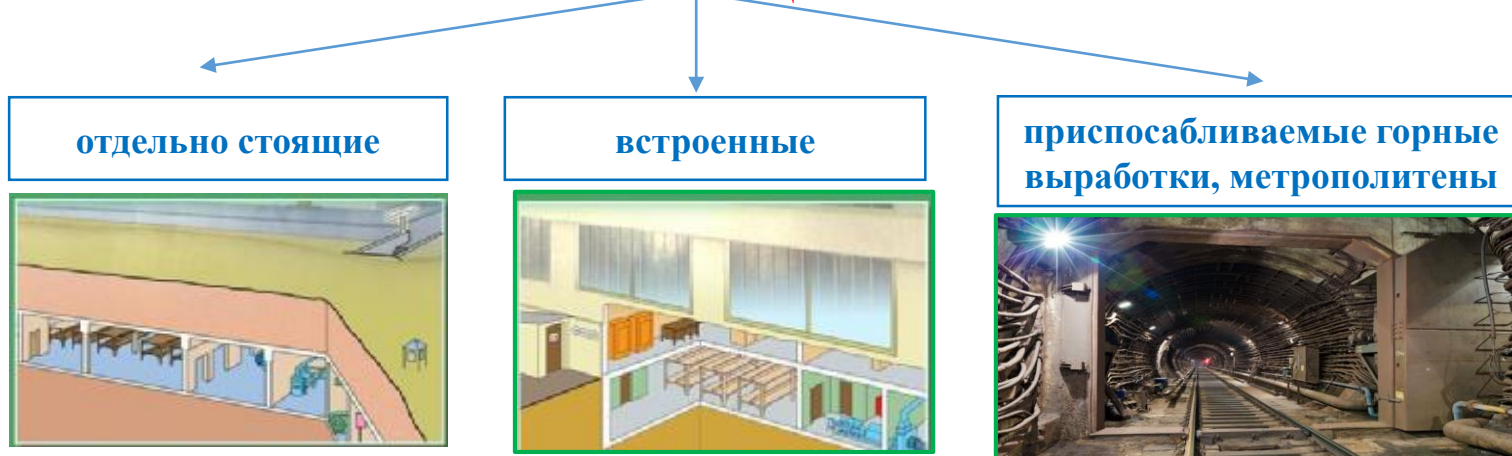 отдельно стоящие
встроенные
приспосабливаемые горные
выработки, метрополитены